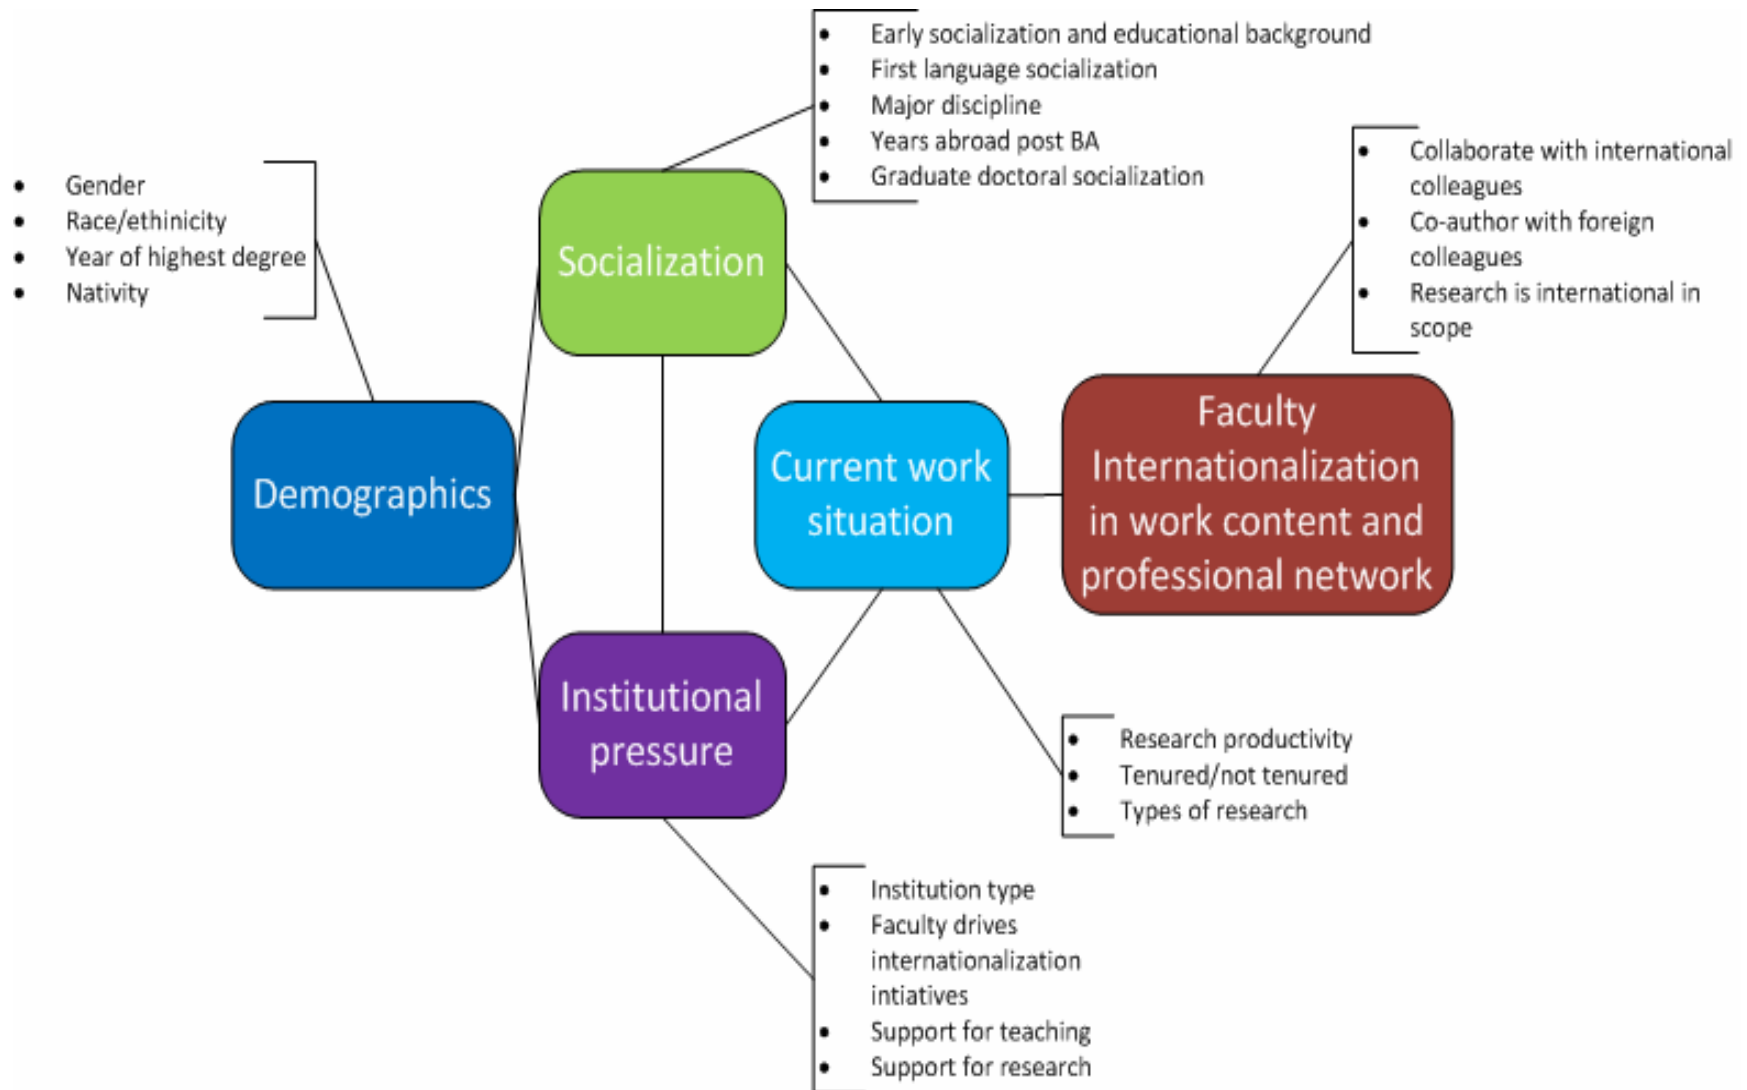 Early socialization and educational background
First language socialization
Major discipline
Years abroad post BA
Graduate doctoral socialization
Gender
Race/ethinicity
Year of highest degree
Nativity
Socialization
Collaborate with international
colleagues
Co-author with foreign
colleagues
Research is international in
scope
Demographics
Current work
situation
Faculty
Internationalization
in work content and
professional network
Institutional
pressure
Research productivity
Tenured/not tenured
Types of research
Institution type
Faculty drives
internationalization
intiatives
Support for teaching
Support for research